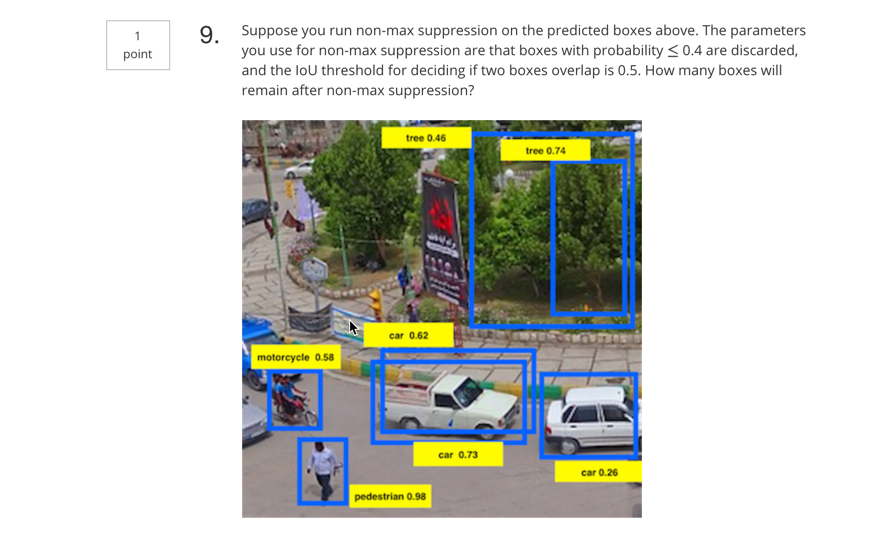 1
point
9.
Suppose you run non-max suppression on the predicted boxes above. The parameters
you use for non-max suppression are that boxes with probability ≤ 0.4 are discarded,
and the IoU threshold for deciding if two boxes overlap is 0.5. How many boxes will
remain after non-max suppression?
tree 0.46
tree 0.74
car 0.62
motorcycle 0.58
car 0.73
car 0.26
pedestrian 0.98